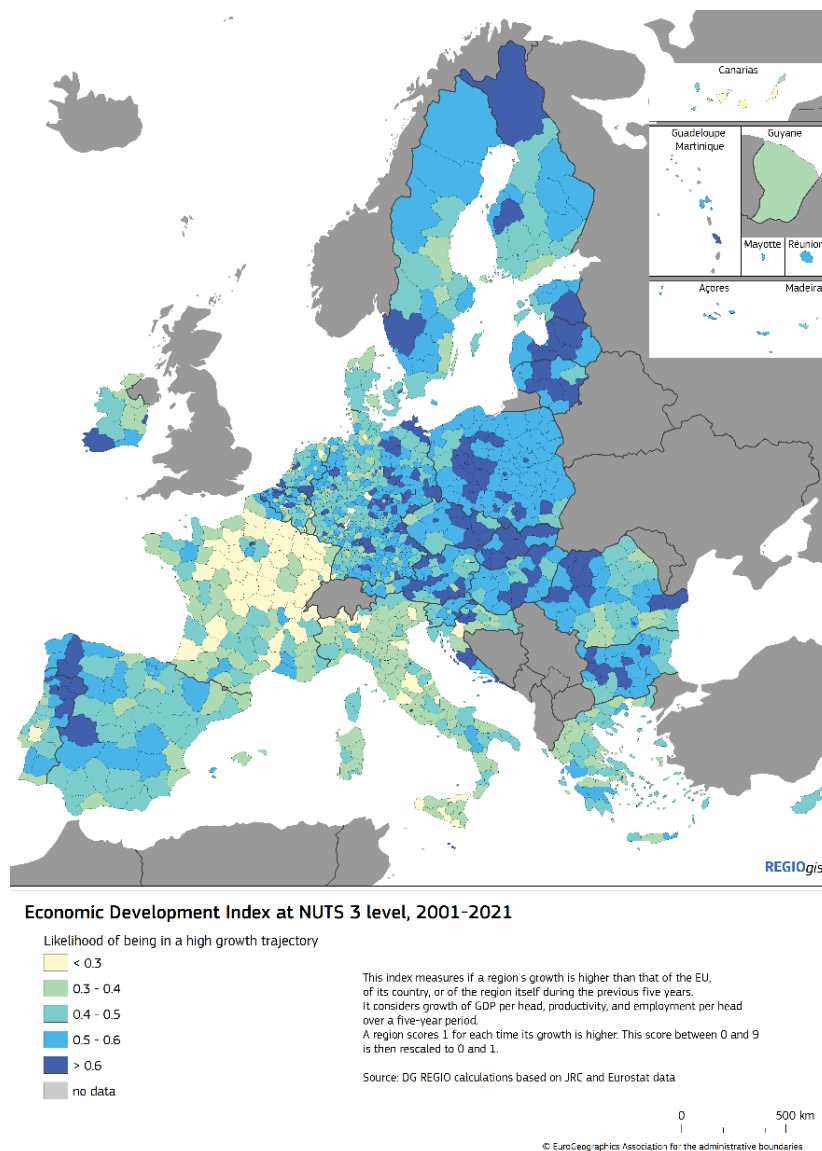 Canarias
Guadeloupe
Martinique
Guyane
Mayotte
Réunion
Açores
Madeira
REGIOgis
Economic Development Index at NUTS 3 level, 2001-2021
Likelihood of being in a high growth trajectory
< 0.3
0.3 - 0.4
0.4 - 0.5
0.5 - 0.6
> 0.6
no data
This index measures if a region's growth is higher than that of the EU,
of its country, or of the region itself during the previous five years.
It considers growth of GDP per head, productivity, and employment per head
over a five-year period.
A region scores 1 for each time its growth is higher. This score between 0 and 9
is then rescaled to 0 and 1.
Source: DG REGIO calculations based on JRC and Eurostat data
0 500 km
© EuroGeographics Association for the administrative boundaries